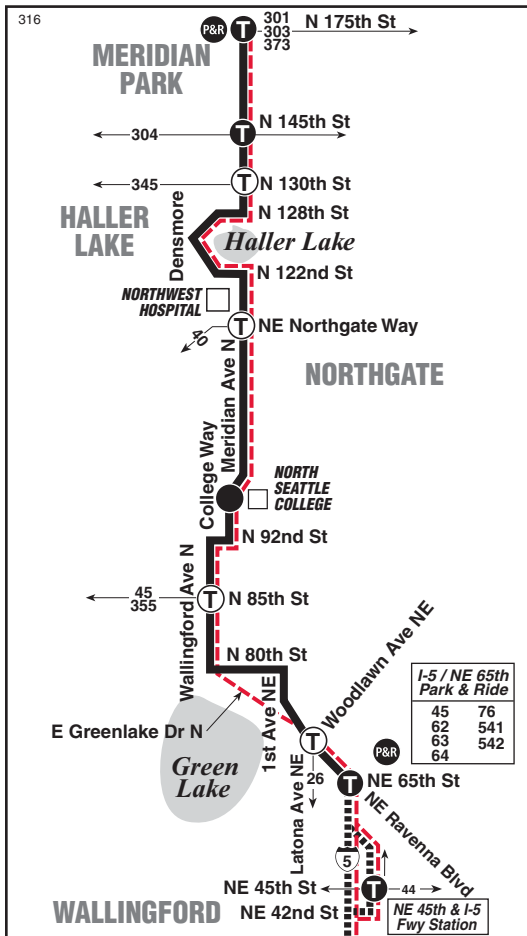 316
P&R
T
301
303
373
N 175th St
MERIDIAN
PARK
304
T
N 145th St
345
T
N 130th St
N 128th St
HALLER
LAKE
Densmore
Haller Lake
N 122nd St
NORTHWEST
HOSPITAL
T
NE Northgate Way
40
Meridian Ave N
NORTHGATE
College Way
NORTH
SEATTLE
COLLEGE
N 92nd St
45
355
Wallingford Ave N
T
N 85th St
N 80th St
Woodlawn Ave NE
1st Ave NE
E Greenlake Dr N
Green
Lake
T
26
Latona Ave NE
I-5 / NE 65th
Park & Ride
45 76
62 541
63 542
64
P&R
T
NE 65th St
NE Ravenna Blvd
5
NE 45th St
T
44
NE 42nd St
NE 45th & I-5
Fwy Station
WALLINGFORD